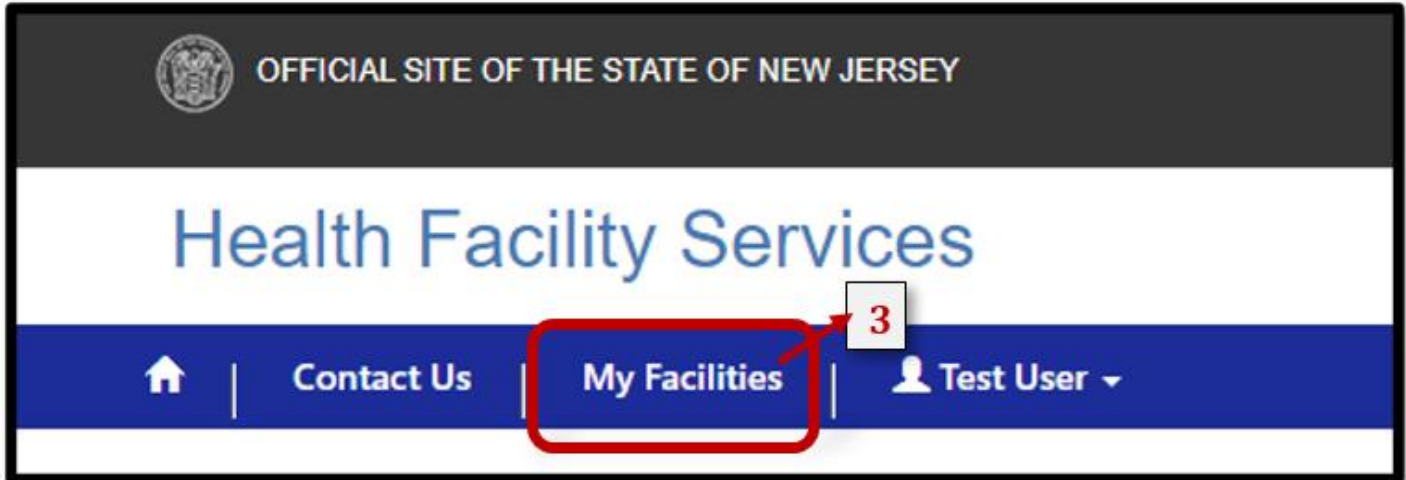 OFFICIAL SITE OF THE STATE OF NEW JERSEY
Health Facility Services
3
Contact Us | My Facilities | Test User